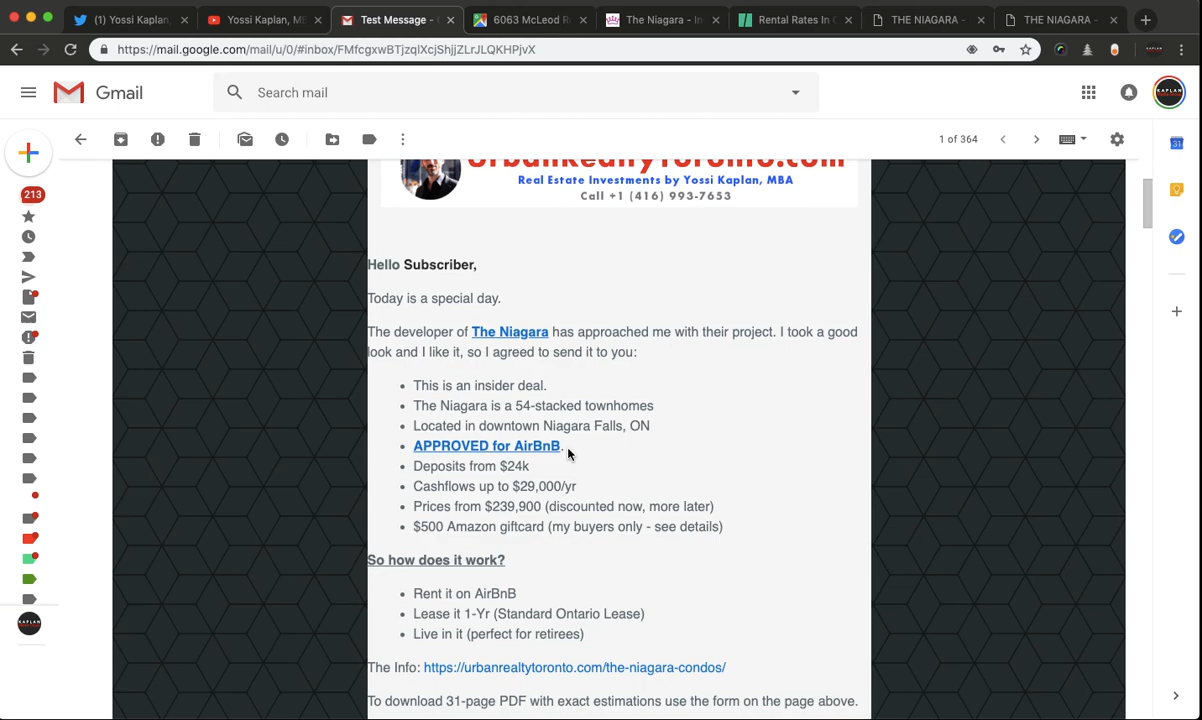 (1) Yossi Kaplan,
Yossi Kaplan, M
Test Message -
6063 McLeod R
The Niagara - In
Rental Rates In
THE NIAGARA -
THE NIAGARA -
https://mail.google.com/mail/u/0/#inbox/FMfcgxwBTjzqlXcjShjjZLrJLQKHPjvX
Gmail
Search mail
KAPLAN
1 of 364
213
31
UrbanRealtyToronto.com
Real Estate Investments by Yossi Kaplan, MBA
Call +1 (416) 993-7653
Hello Subscriber,
Today is a special day.
The developer of The Niagara has approached me with their project. I took a good
look and I like it, so I agreed to send it to you:
• This is an insider deal.
• The Niagara is a 54-stacked townhomes
• Located in downtown Niagara Falls, ON
• APPROVED for AirBnB.
• Deposits from $24k
• Cashflows up to $29,000/yr
• Prices from $239,900 (discounted now, more later)
• $500 Amazon giftcard (my buyers only - see details)
So how does it work?
• Rent it on AirBnB
• Lease it 1-Yr (Standard Ontario Lease)
• Live in it (perfect for retirees)
KAPLAN
The Info: https://urbanrealtytoronto.com/the-niagara-condos/
To download 31-page PDF with exact estimations use the form on the page above.